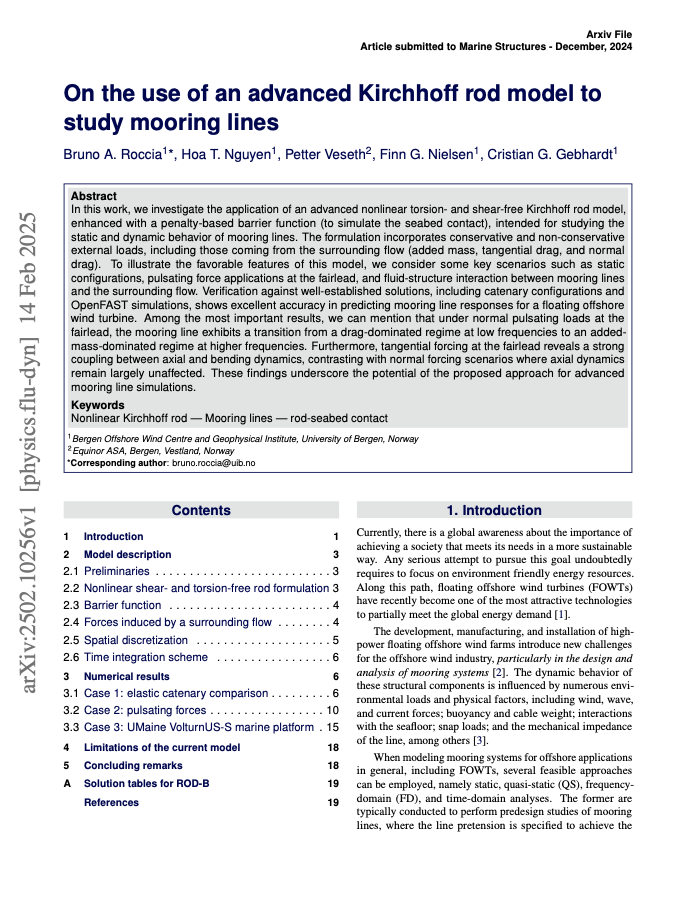 Arxiv File
Article submitted to Marine Structures - December, 2024
On the use of an advanced Kirchhoff rod model to
study mooring lines
Bruno A. Roccia1*, Hoa T. Nguyen1, Petter Veseth2, Finn G. Nielsen1, Cristian G. Gebhardt1
Abstract
In this work, we investigate the application of an advanced nonlinear torsion- and shear-free Kirchhoff rod model,
enhanced with a penalty-based barrier function (to simulate the seabed contact), intended for studying the
static and dynamic behavior of mooring lines. The formulation incorporates conservative and non-conservative
external loads, including those coming from the surrounding flow (added mass, tangential drag, and normal
drag). To illustrate the favorable features of this model, we consider some key scenarios such as static
configurations, pulsating force applications at the fairlead, and fluid-structure interaction between mooring lines
and the surrounding flow. Verification against well-established solutions, including catenary configurations and
OpenFAST simulations, shows excellent accuracy in predicting mooring line responses for a floating offshore
wind turbine. Among the most important results, we can mention that under normal pulsating loads at the
fairlead, the mooring line exhibits a transition from a drag-dominated regime at low frequencies to an added-
mass-dominated regime at higher frequencies. Furthermore, tangential forcing at the fairlead reveals a strong
coupling between axial and bending dynamics, contrasting with normal forcing scenarios where axial dynamics
remain largely unaffected. These findings underscore the potential of the proposed approach for advanced
mooring line simulations.
Keywords
Nonlinear Kirchhoff rod — Mooring lines — rod-seabed contact
1 Bergen Offshore Wind Centre and Geophysical Institute, University of Bergen, Norway
2 Equinor ASA, Bergen, Vestland, Norway
*Corresponding author: bruno.roccia@uib.no
arXiv:2502.10256v1 [physics.flu-dyn] 14 Feb 2025
Contents
1 Introduction 1
2 Model description 3
2.1 Preliminaries . . . . . . . . . . . . . . . . . . . . . . . . . . 3
2.2 Nonlinear shear- and torsion-free rod formulation 3
2.3 Barrier function . . . . . . . . . . . . . . . . . . . . . . . . 4
2.4 Forces induced by a surrounding flow . . . . . . . . 4
2.5 Spatial discretization . . . . . . . . . . . . . . . . . . . . 5
2.6 Time integration scheme . . . . . . . . . . . . . . . . . . 6
3 Numerical results 6
3.1 Case 1: elastic catenary comparison . . . . . . . . . 6
3.2 Case 2: pulsating forces . . . . . . . . . . . . . . . . . 10
3.3 Case 3: UMaine VolturnUS-S marine platform . 15
4 Limitations of the current model 18
5 Concluding remarks 18
A Solution tables for ROD-B 19
References 19
1. Introduction
Currently, there is a global awareness about the importance of
achieving a society that meets its needs in a more sustainable
way. Any serious attempt to pursue this goal undoubtedly
requires to focus on environment friendly energy resources.
Along this path, floating offshore wind turbines (FOWTs)
have recently become one of the most attractive technologies
to partially meet the global energy demand [1].
The development, manufacturing, and installation of high-
power floating offshore wind farms introduce new challenges
for the offshore wind industry, particularly in the design and
analysis of mooring systems [2]. The dynamic behavior of
these structural components is influenced by numerous envi-
ronmental loads and physical factors, including wind, wave,
and current forces; buoyancy and cable weight; interactions
with the seafloor; snap loads; and the mechanical impedance
of the line, among others [3].
When modeling mooring systems for offshore applications
in general, including FOWTs, several feasible approaches
can be employed, namely static, quasi-static (QS), frequency-
domain (FD), and time-domain analyses. The former are
typically conducted to perform predesign studies of mooring
lines, where the line pretension is specified to achieve the